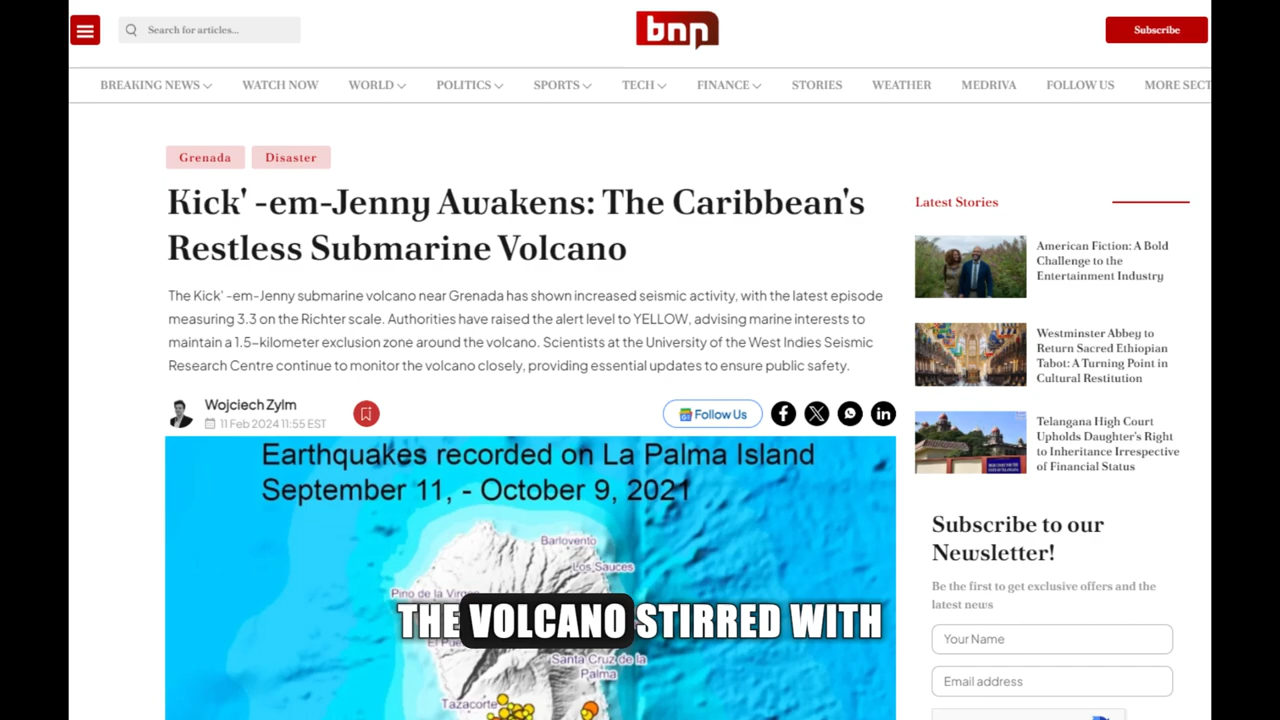 Search for articles...
bnn
Subscribe
BREAKING NEWS
WATCH NOW
WORLD
POLITICS
SPORTS
TECH
FINANCE
STORIES
WEATHER
MEDRIVA
FOLLOW US
MORE SECT
Grenada
Disaster
Kick' -em-Jenny Awakens: The Caribbean's
Restless Submarine Volcano
The Kick' -em-Jenny submarine volcano near Grenada has shown increased seismic activity, with the latest episode
measuring 3.3 on the Richter scale. Authorities have raised the alert level to YELLOW, advising marine interests to
maintain a 1.5-kilometer exclusion zone around the volcano. Scientists at the University of the West Indies Seismic
Research Centre continue to monitor the volcano closely, providing essential updates to ensure public safety.
Wojciech Zylm
11 Feb 2024 11:55 EST
Follow Us
Earthquakes recorded on La Palma Island
September 11, - October 9, 2021
Barlovento
Los Sauces
Pino de la Virgen
THE VOLCANO STIRRED WITH
Santa Cruz de la
Palma
Tazacorte
Latest Stories
American Fiction: A Bold
Challenge to the
Entertainment Industry
Westminster Abbey to
Return Sacred Ethiopian
Tabot: A Turning Point in
Cultural Restitution
Telangana High Court
Upholds Daughter's Right
to Inheritance Irrespective
of Financial Status
Subscribe to our
Newsletter!
Be the first to get exclusive offers and the
latest news
Your Name
Email address